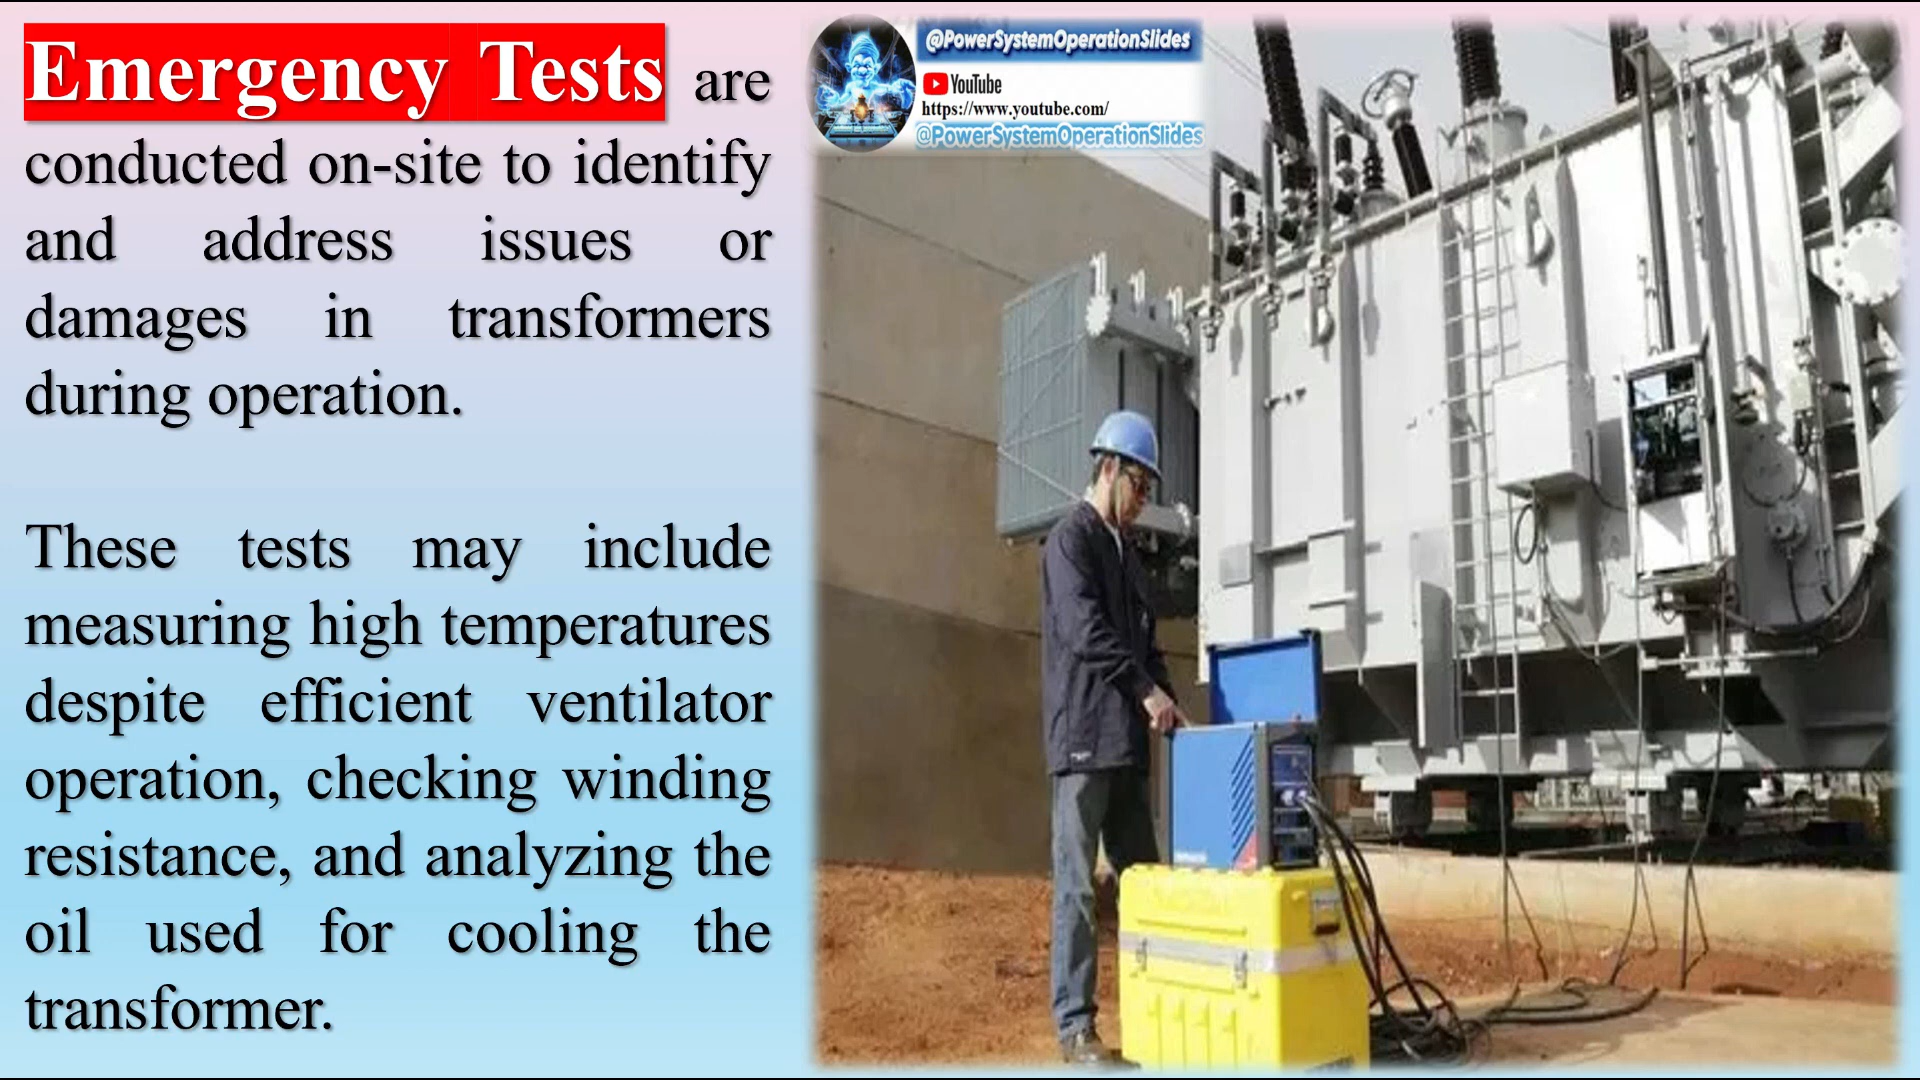 Emergency Tests are
conducted on-site to identify
and address issues or
damages in transformers
during operation.
These tests may include
measuring high temperatures
despite efficient ventilator
operation, checking winding
resistance, and analyzing the
oil used for cooling the
transformer.
@PowerSystemOperationSlides
YouTube
https://www.youtube.com/
@PowerSystemOperationSlides